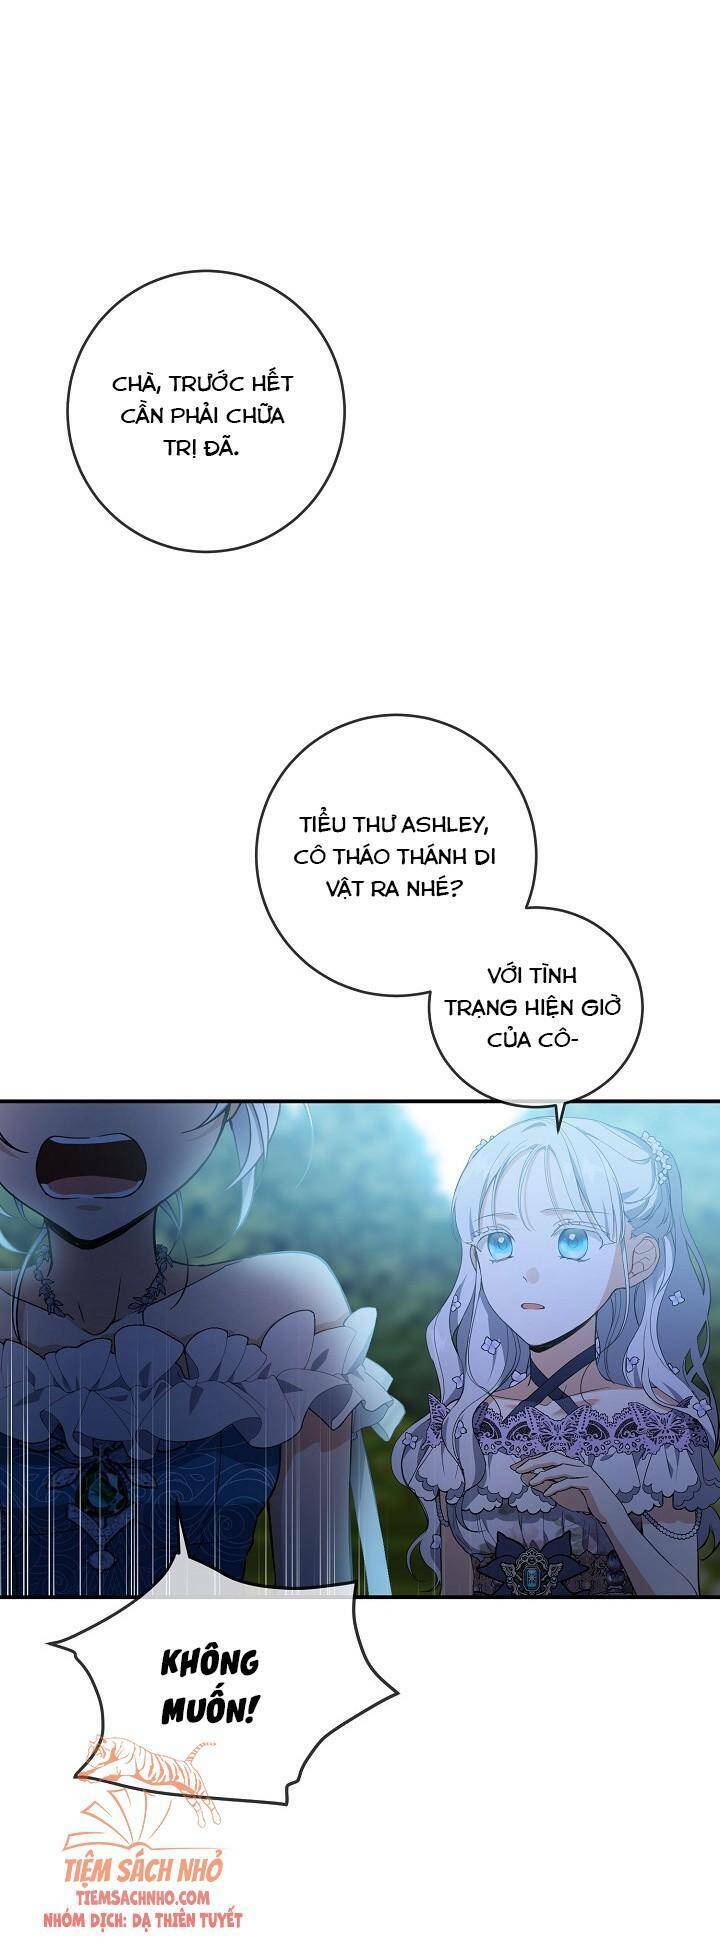 CHÀ, TRƯỚC HẾT
CẦN PHẢI CHỮA
TRỊ ĐÃ.
TIỂU THƯ ASHLEY,
CÔ THÁO THÁNH DI
VẬT RA NHÉ?
VỚI TÌNH
TRẠNG HIỆN GIỜ
CỦA CÔ-
KHÔNG
MUỐN!
TIỆM SÁCH NHỎ
TIEMSACHNHO.COM
NHÓM DỊCH: DẠ THIÊN TUYẾT